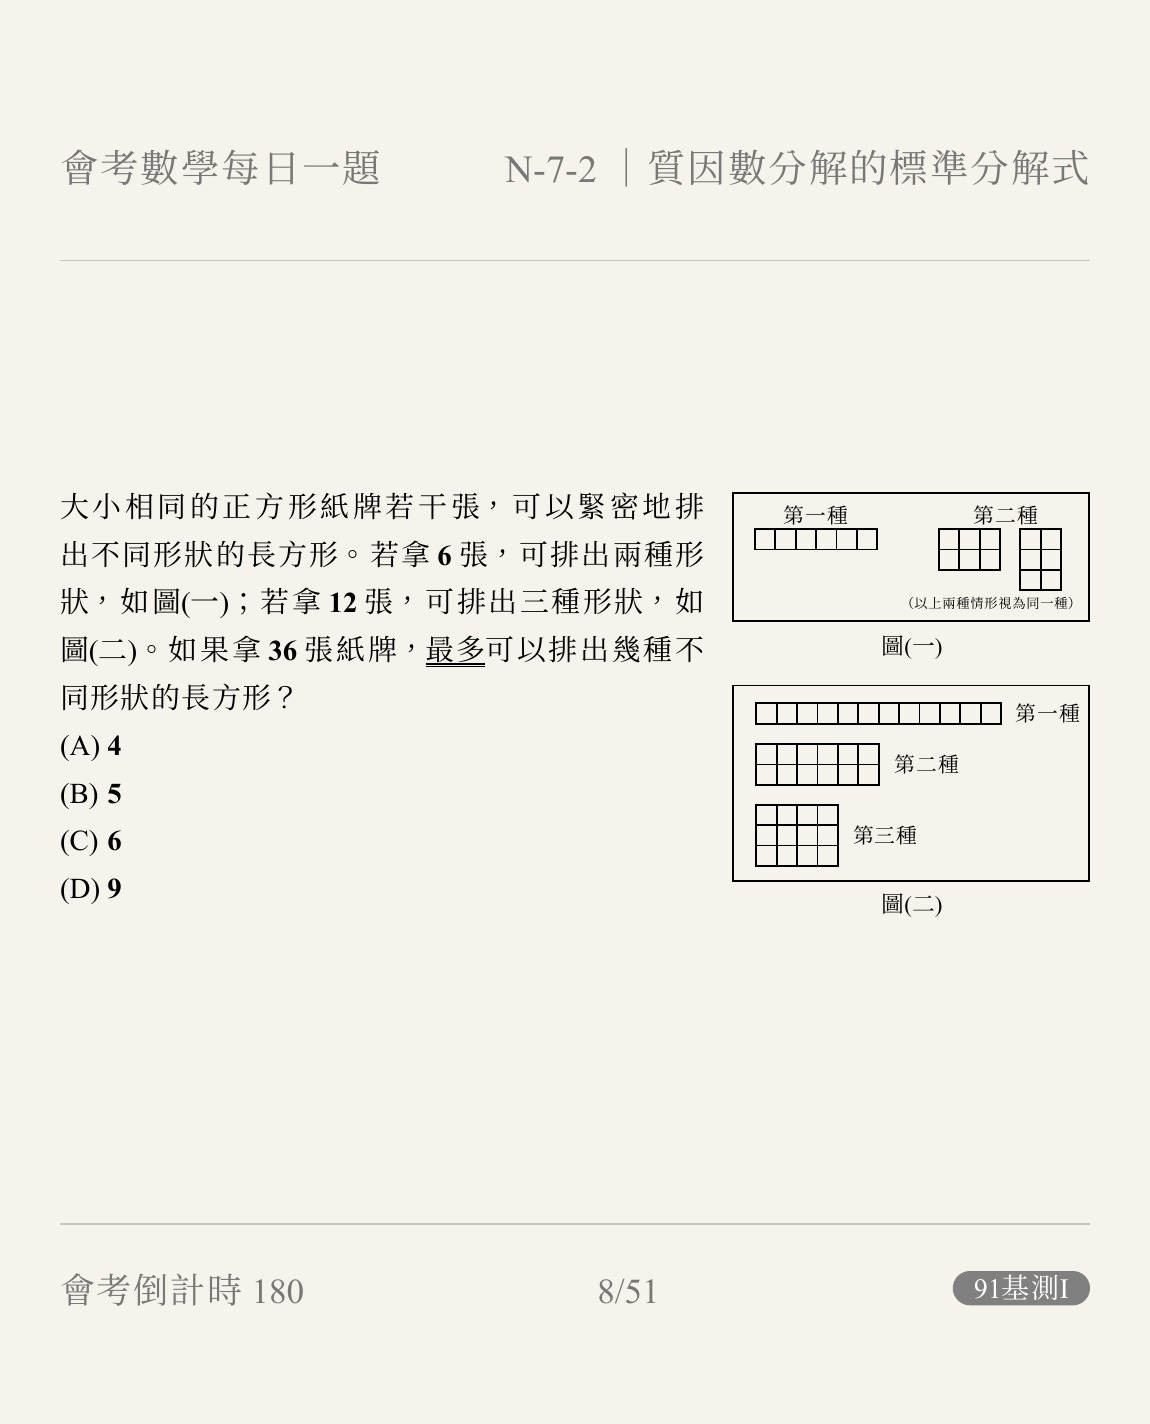 會考數學每日一題
N-7-2 ｜質因數分解的標準分解式
大小相同的正方形紙牌若干張，可以緊密地排
出不同形狀的長方形。若拿 6 張，可排出兩種形
狀，如圖(一)；若拿 12 張，可排出三種形狀，如
圖(二)。如果拿 36 張紙牌，最多可以排出幾種不
同形狀的長方形？
(A) 4
(B) 5
(C) 6
(D) 9
第一種
第二種
（以上兩種情形視為同一種）
圖(一)
第一種
第二種
第三種
圖(二)
會考倒計時 180
8/51
91基測I